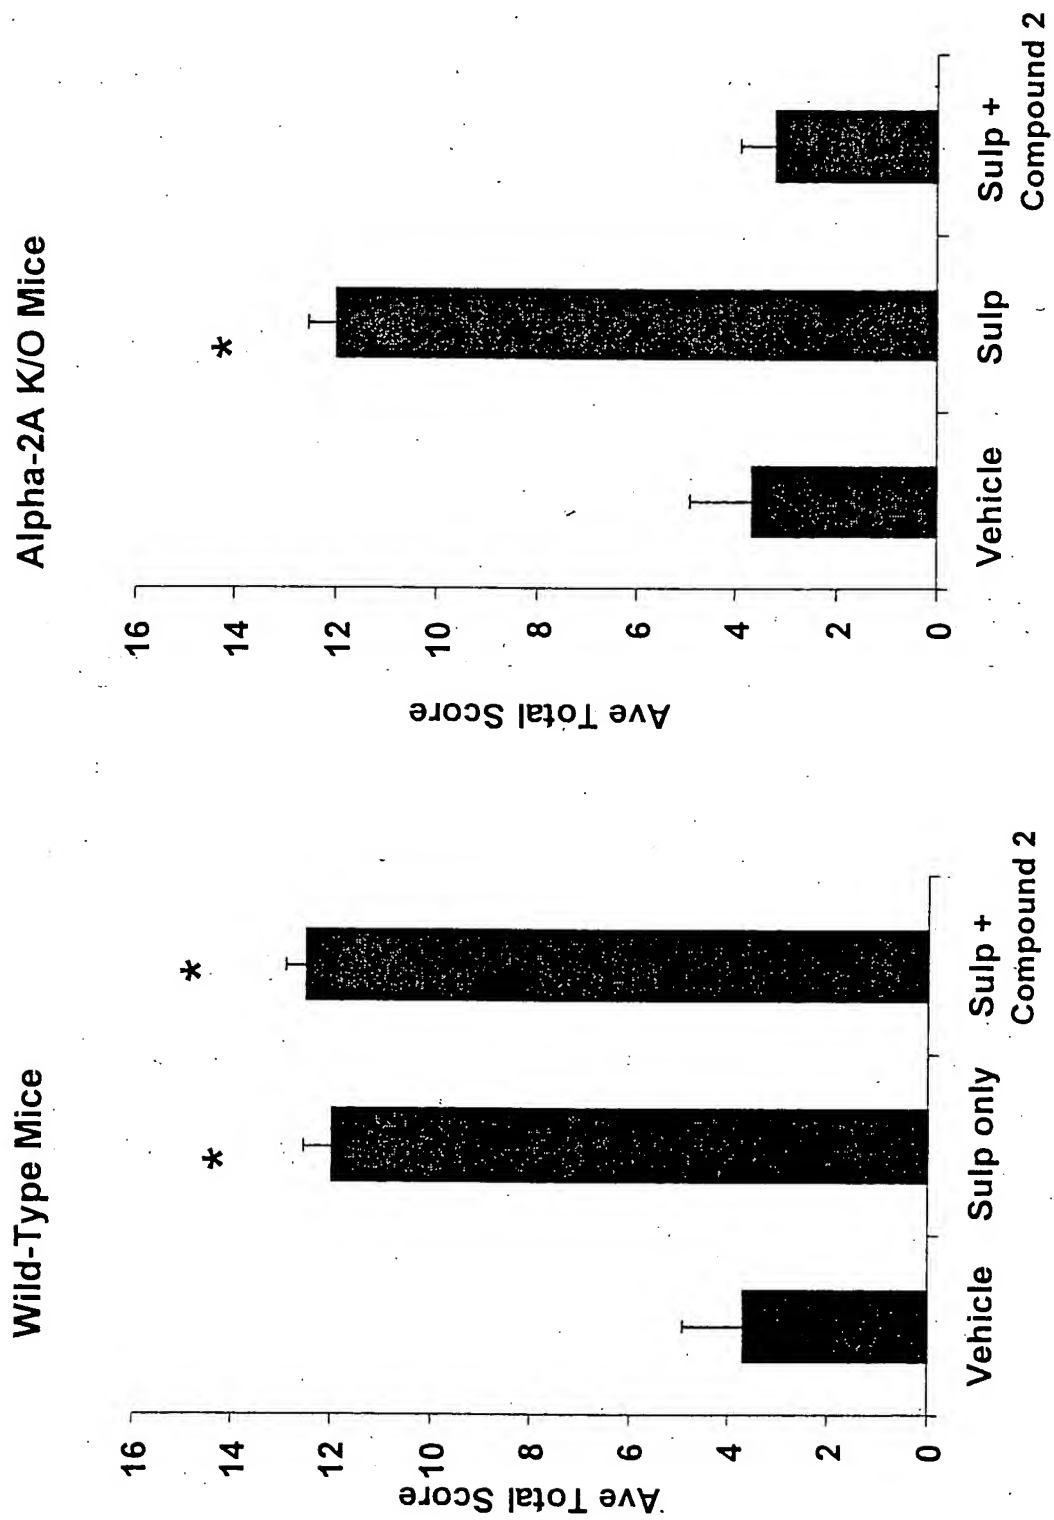 Wild-Type Mice
Ave Total Score
16
14
12
10
8
6
4
2
0
*
*
Vehicle
Sulp only
Sulp +
Compound 2
Alpha-2A K/O Mice
Ave Total Score
16
14
12
10
8
6
4
2
0
*
Vehicle
Sulp
Sulp +
Compound 2